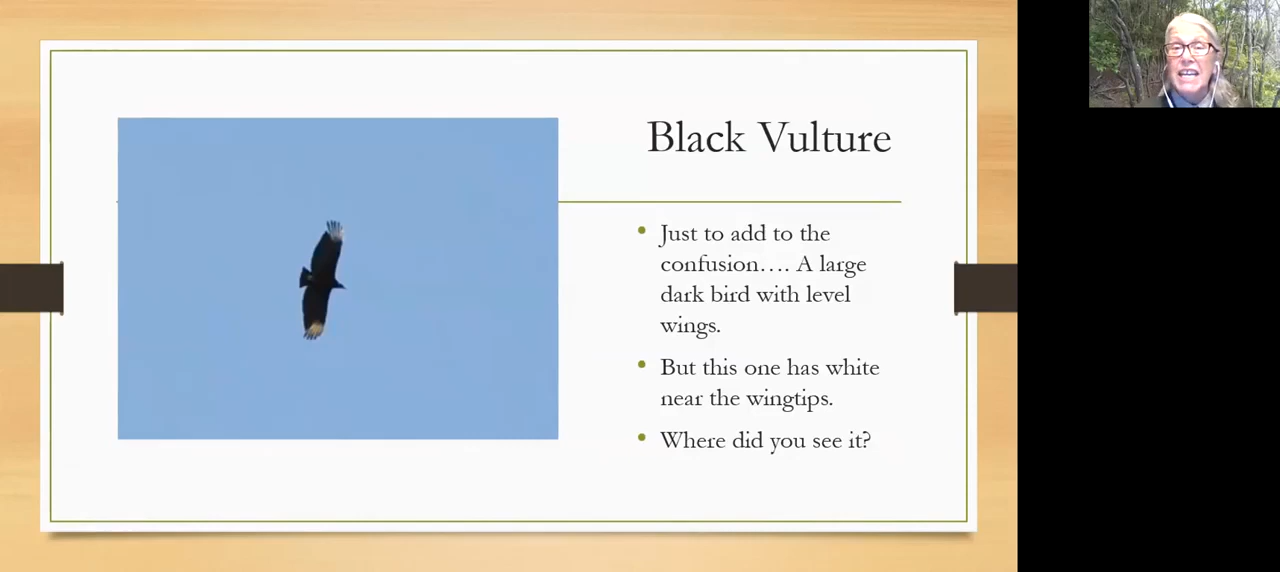 Black Vulture
Just to add to the
confusion…. A large
dark bird with level
wings.
But this one has white
near the wingtips.
Where did you see it?